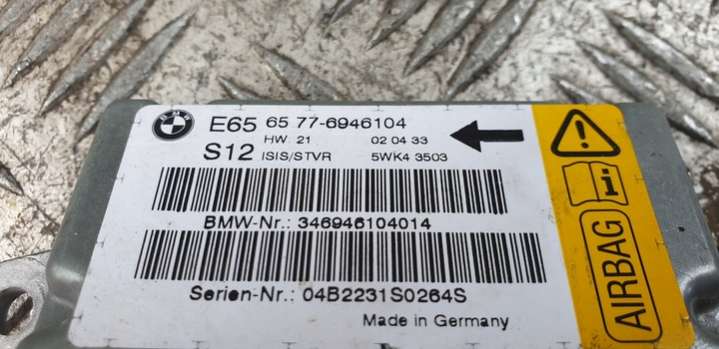 BMW
E65 65 77-6946104
HW: 21 02 04 33
S12 ISIS/STVR 5WK4 3503
BMW-Nr.: 346946104014
Serien-Nr.: 04B2231S0264S
Made in Germany
AIRBAG